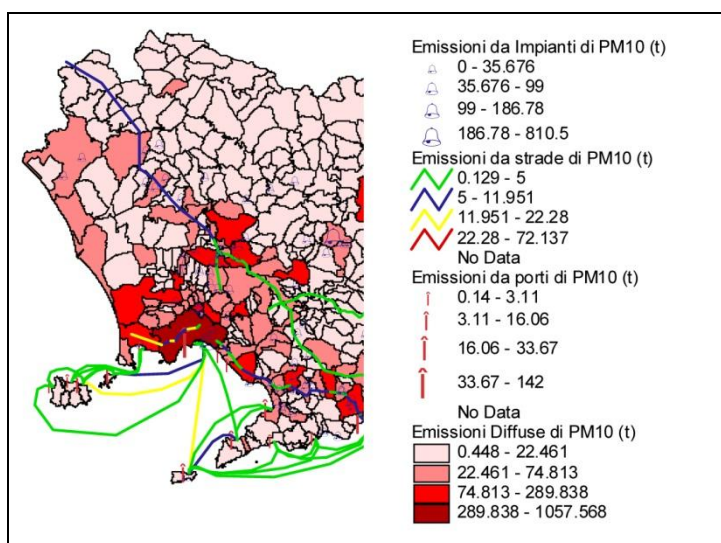 Emissioni da Impianti di PM10 (t)
0 - 35.676
35.676 - 99
99 - 186.78
186.78 - 810.5
Emissioni da strade di PM10 (t)
0.129 - 5
5 - 11.951
11.951 - 22.28
22.28 - 72.137
No Data
Emissioni da porti di PM10 (t)
0.14 - 3.11
3.11 - 16.06
16.06 - 33.67
33.67 - 142
No Data
Emissioni Diffuse di PM10 (t)
0.448 - 22.461
22.461 - 74.813
74.813 - 289.838
289.838 - 1057.568